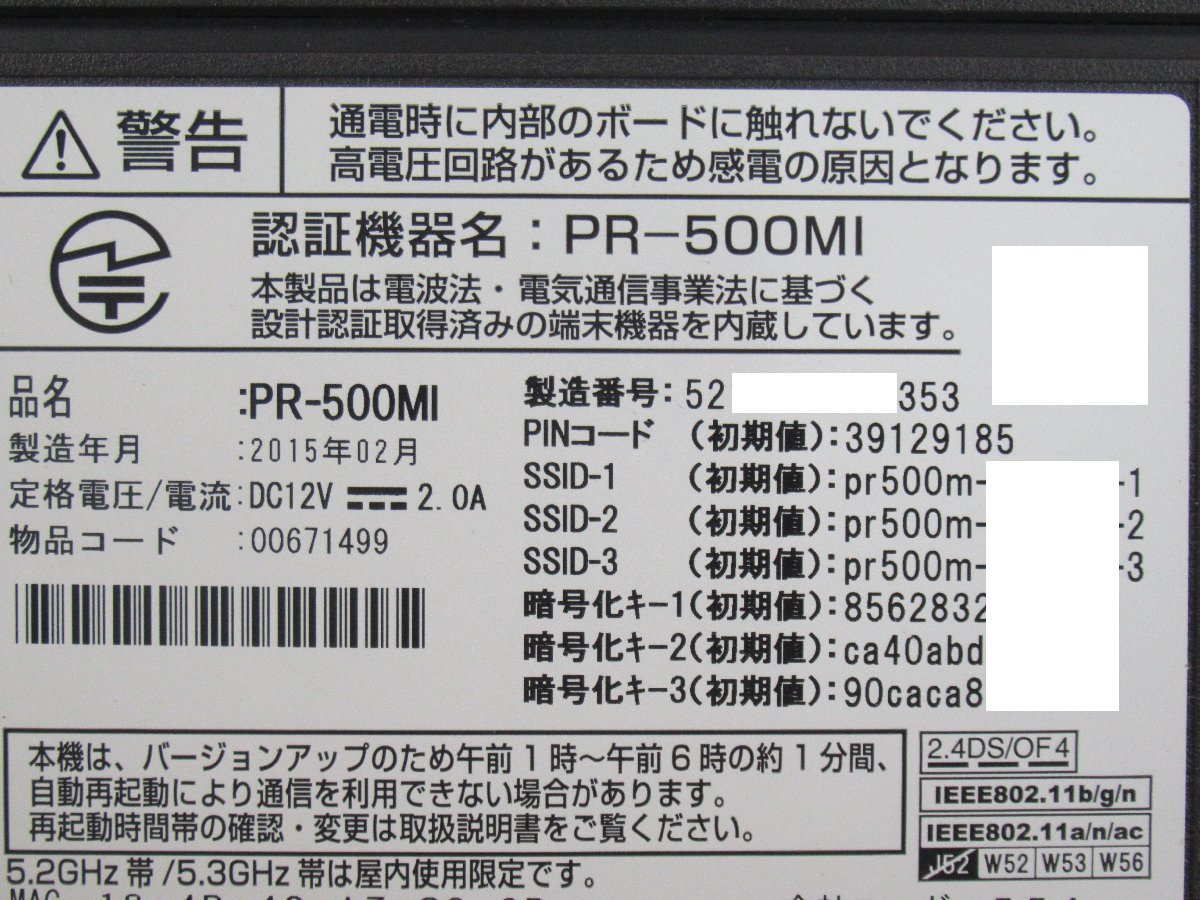 警告
通電時に内部のボードに触れないでください。
高電圧回路があるため感電の原因となります。
認証機器名：PR-500MI
本製品は電波法・電気通信事業法に基づく
設計認証取得済みの端末機器を内蔵しています。
品名 :PR-500MI
製造年月 :2015年02月
定格電圧/電流:DC12V 2.0A
物品コード :00671499
製造番号:52 353
PINコード (初期値):39129185
SSID-1 (初期値):pr500m- -1
SSID-2 (初期値):pr500m- -2
SSID-3 (初期値):pr500m- -3
暗号化ｷｰ1(初期値):8562832
暗号化ｷｰ2(初期値):ca40abd
暗号化ｷｰ3(初期値):90caca8
本機は、バージョンアップのため午前1時～午前6時の約1分間、
自動再起動により通信を利用できない場合があります。
再起動時間帯の確認・変更は取扱説明書をご覧ください。
2.4DS/OF4
IEEE802.11b/g/n
IEEE802.11a/n/ac
J52 W52 W53 W56
5.2GHz帯/5.3GHz帯は屋内使用限定です。
MAC